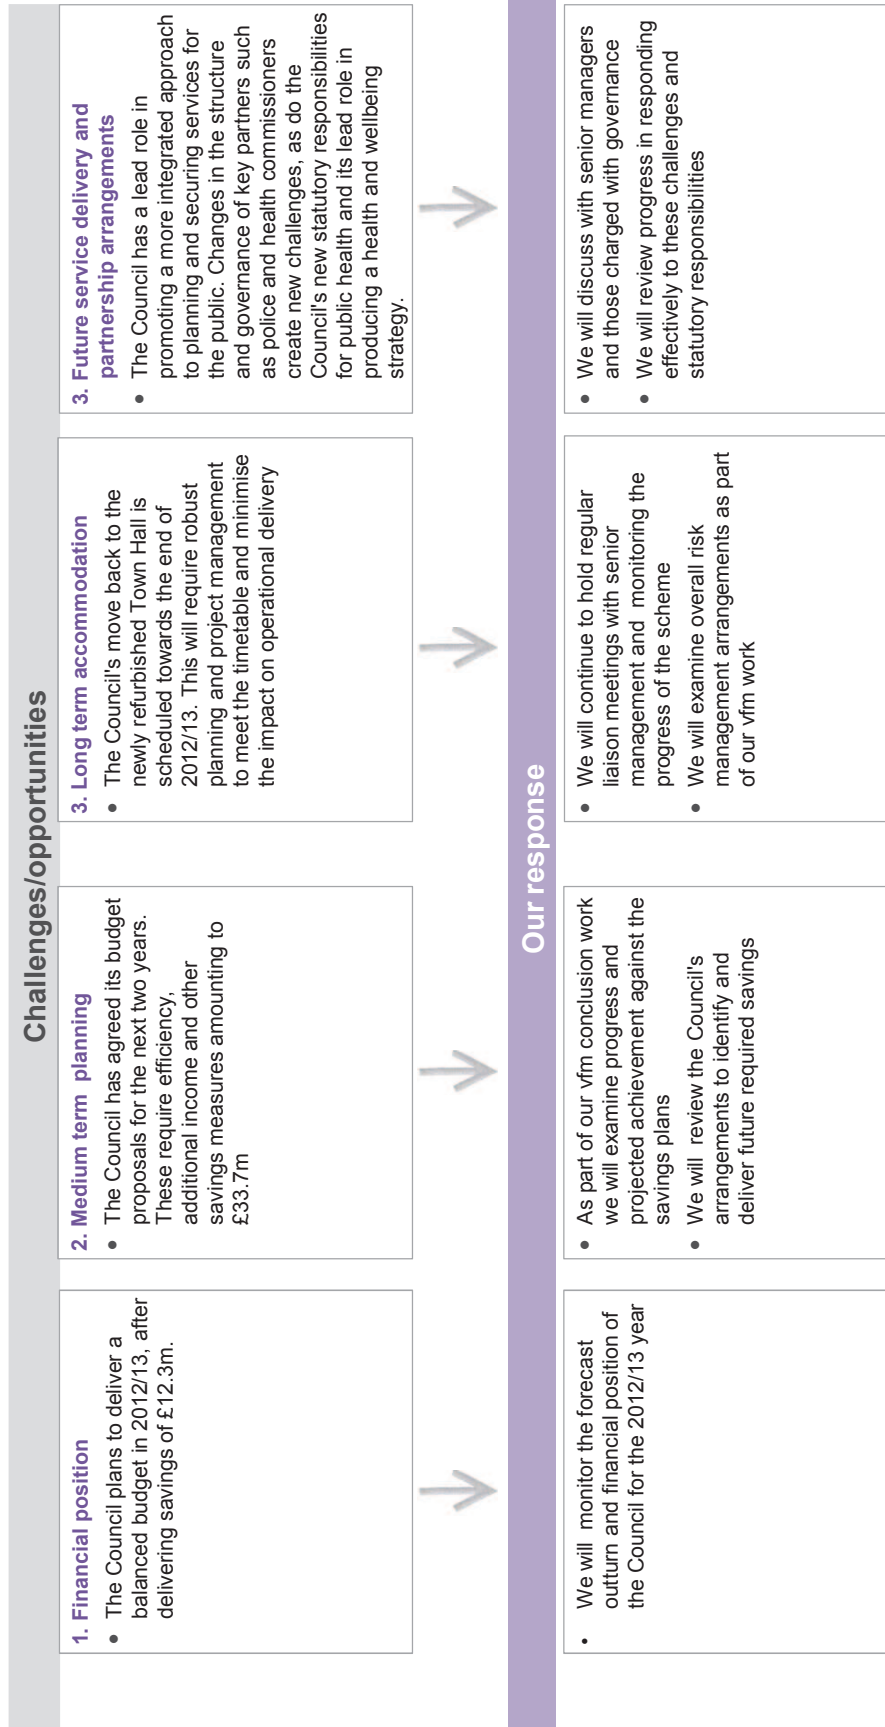 Challenges/opportunities
1. Financial position
• The Council plans to deliver a
balanced budget in 2012/13, after
delivering savings of £12.3m.
2. Medium term planning
• The Council has agreed its budget
proposals for the next two years.
These require efficiency,
additional income and other
savings measures amounting to
£33.7m
3. Long term accommodation
• The Council's move back to the
newly refurbished Town Hall is
scheduled towards the end of
2012/13. This will require robust
planning and project management
to meet the timetable and minimise
the impact on operational delivery
3. Future service delivery and
partnership arrangements
• The Council has a lead role in
promoting a more integrated approach
to planning and securing services for
the public. Changes in the structure
and governance of key partners such
as police and health commissioners
create new challenges, as do the
Council's new statutory responsibilities
for public health and its lead role in
producing a health and wellbeing
strategy.
Our response
• We will monitor the forecast
outturn and financial position of
the Council for the 2012/13 year
• As part of our vfm conclusion work
we will examine progress and
projected achievement against the
savings plans
• We will review the Council's
arrangements to identify and
deliver future required savings
• We will continue to hold regular
liaison meetings with senior
management and monitoring the
progress of the scheme
• We will examine overall risk
management arrangements as part
of our vfm work
• We will discuss with senior managers
and those charged with governance
• We will review progress in responding
effectively to these challenges and
statutory responsibilities